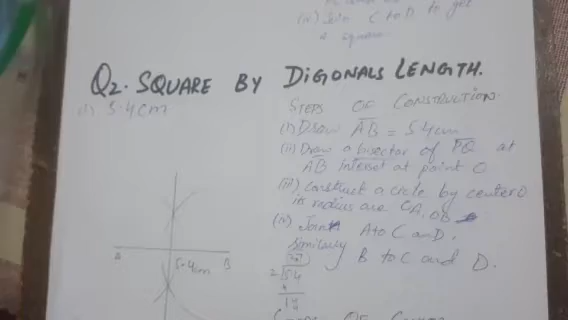 (iv) Join C to D to get
a square
Q2. SQUARE BY DIGONALS LENGTH.
(i) 5.4cm
STEPS OF CONSTRUCTION.
(i) Draw AB = 5.4cm
(ii) Draw a bisector of PQ at
AB Interset at point O
(iii) construct a circle by center O
is radius are OA, OB
(iv) Join A to C and D.
Similarly
B to C and D.
A 5.4cm B
2.7
2 5.4
4
14